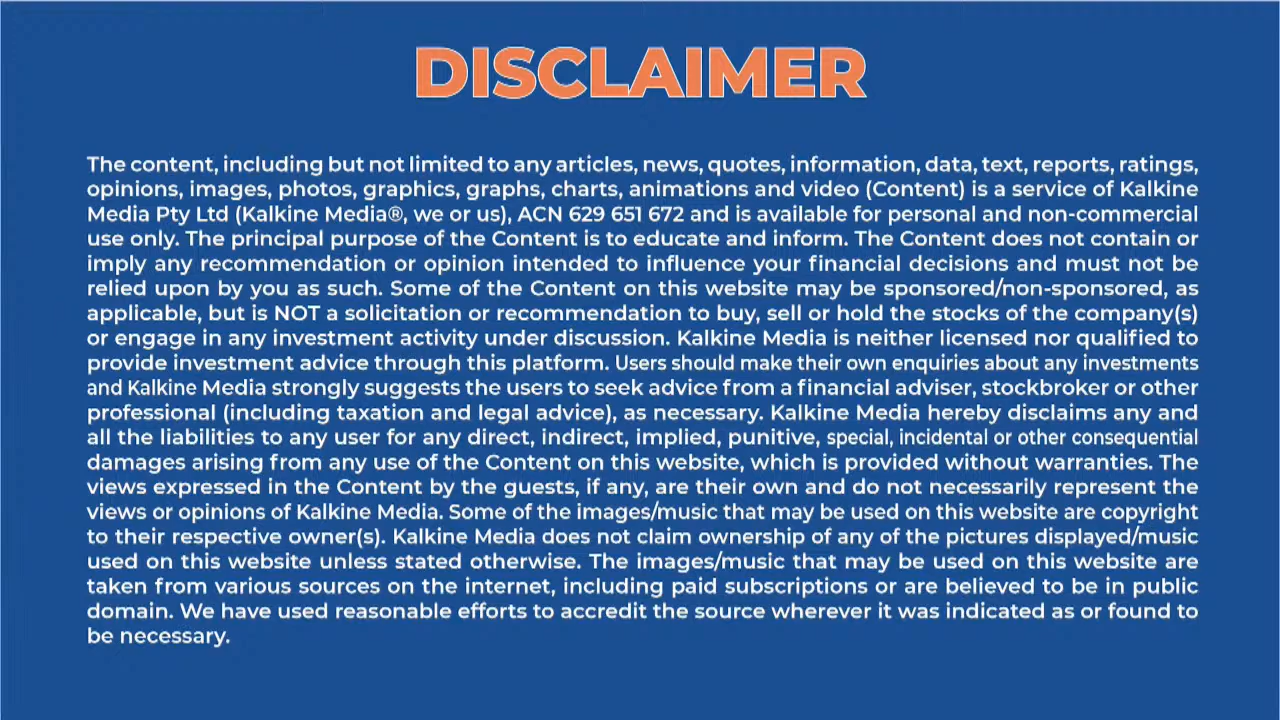 DISCLAIMER
The content, including but not limited to any articles, news, quotes, information, data, text, reports, ratings,
opinions, images, photos, graphics, graphs, charts, animations and video (Content) is a service of Kalkine
Media Pty Ltd (Kalkine Media®, we or us), ACN 629 651 672 and is available for personal and non-commercial
use only. The principal purpose of the Content is to educate and inform. The Content does not contain or
imply any recommendation or opinion intended to influence your financial decisions and must not be
relied upon by you as such. Some of the Content on this website may be sponsored/non-sponsored, as
applicable, but is NOT a solicitation or recommendation to buy, sell or hold the stocks of the company(s)
or engage in any investment activity under discussion. Kalkine Media is neither licensed nor qualified to
provide investment advice through this platform. Users should make their own enquiries about any investments
and Kalkine Media strongly suggests the users to seek advice from a financial adviser, stockbroker or other
professional (including taxation and legal advice), as necessary. Kalkine Media hereby disclaims any and
all the liabilities to any user for any direct, indirect, implied, punitive, special, incidental or other consequential
damages arising from any use of the Content on this website, which is provided without warranties. The
views expressed in the Content by the guests, if any, are their own and do not necessarily represent the
views or opinions of Kalkine Media. Some of the images/music that may be used on this website are copyright
to their respective owner(s). Kalkine Media does not claim ownership of any of the pictures displayed/music
used on this website unless stated otherwise. The images/music that may be used on this website are
taken from various sources on the internet, including paid subscriptions or are believed to be in public
domain. We have used reasonable efforts to accredit the source wherever it was indicated as or found to
be necessary.